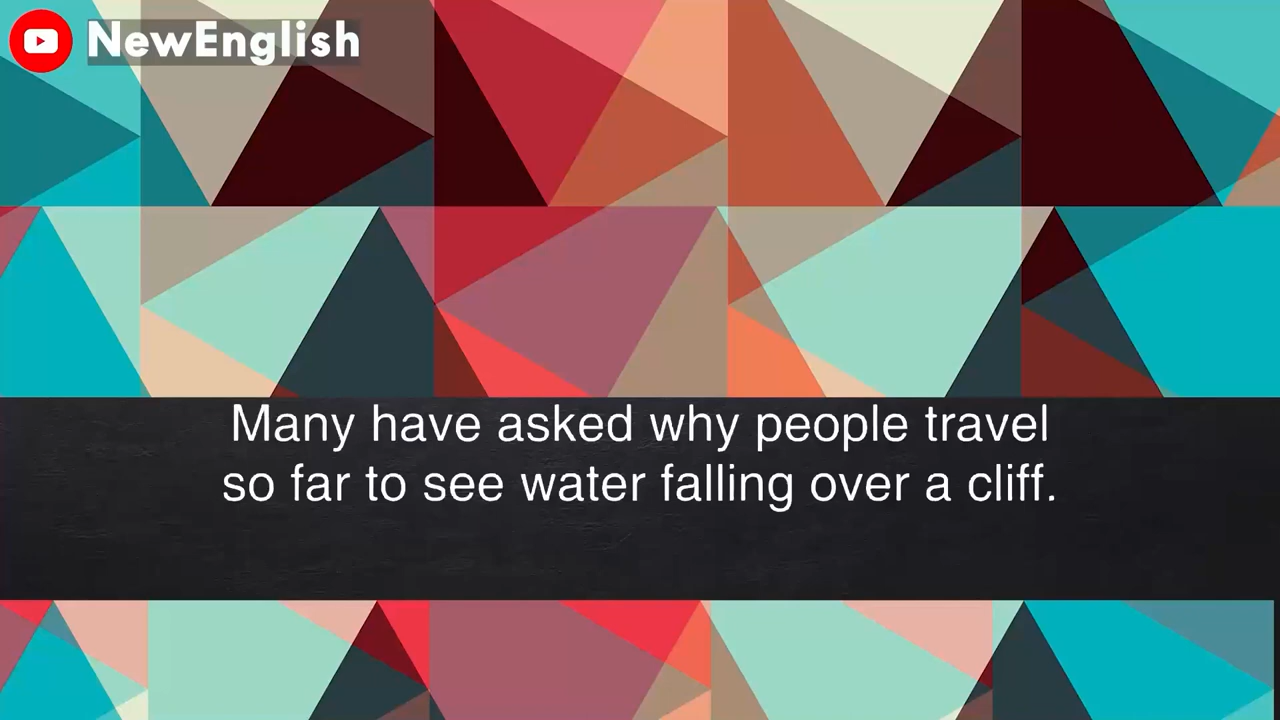 NewEnglish
Many have asked why people travel
so far to see water falling over a cliff.